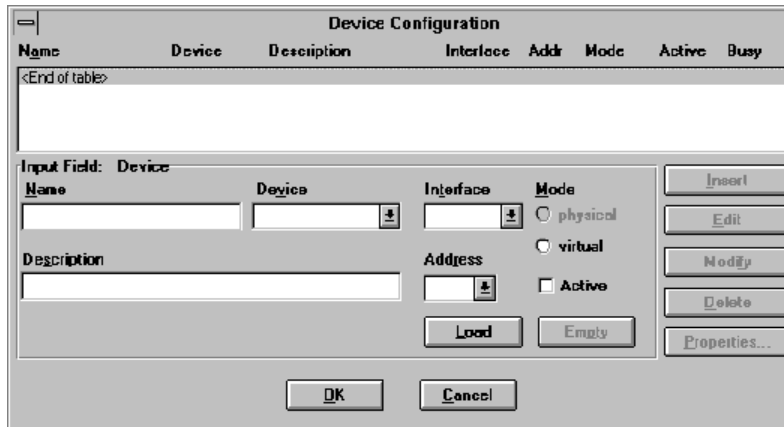 Device Configuration
Name Device Description Interface Addr Mode Active Busy
<End of table>
Input Field: Device
Name Device Interface Mode
physical
virtual
Description Address
Active
Load Empty
Insert
Edit
Modify
Delete
Properties...
OK Cancel